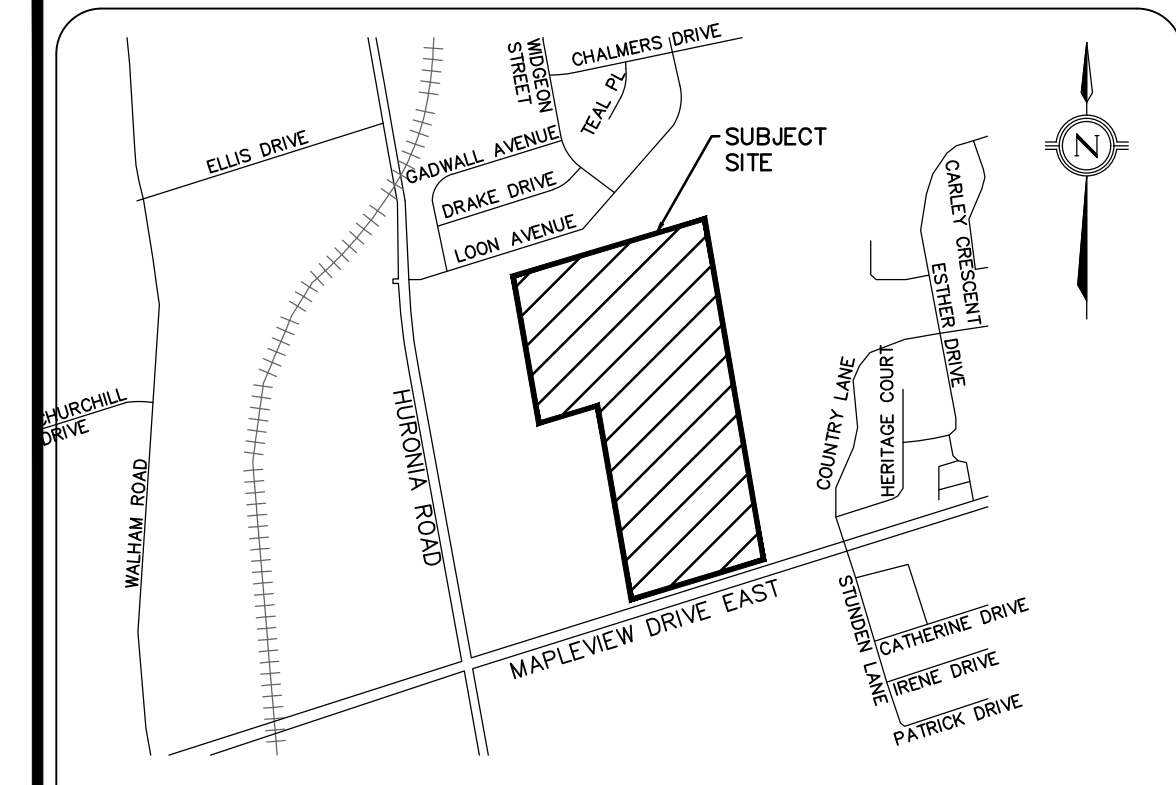 WIDGEON
STREET
CHALMERS DRIVE
TEAL PL
ELLIS DRIVE
GADWALL AVENUE
SUBJECT
SITE
N
DRAKE DRIVE
LOON AVENUE
CARLEY CRESCENT
ESTHER DRIVE
CHURCHILL
DRIVE
HURONIA ROAD
COUNTRY LANE
HERITAGE COURT
WALHAM ROAD
MAPLEVIEW DRIVE EAST
STUNDEN LANE
CATHERINE DRIVE
IRENE DRIVE
PATRICK DRIVE